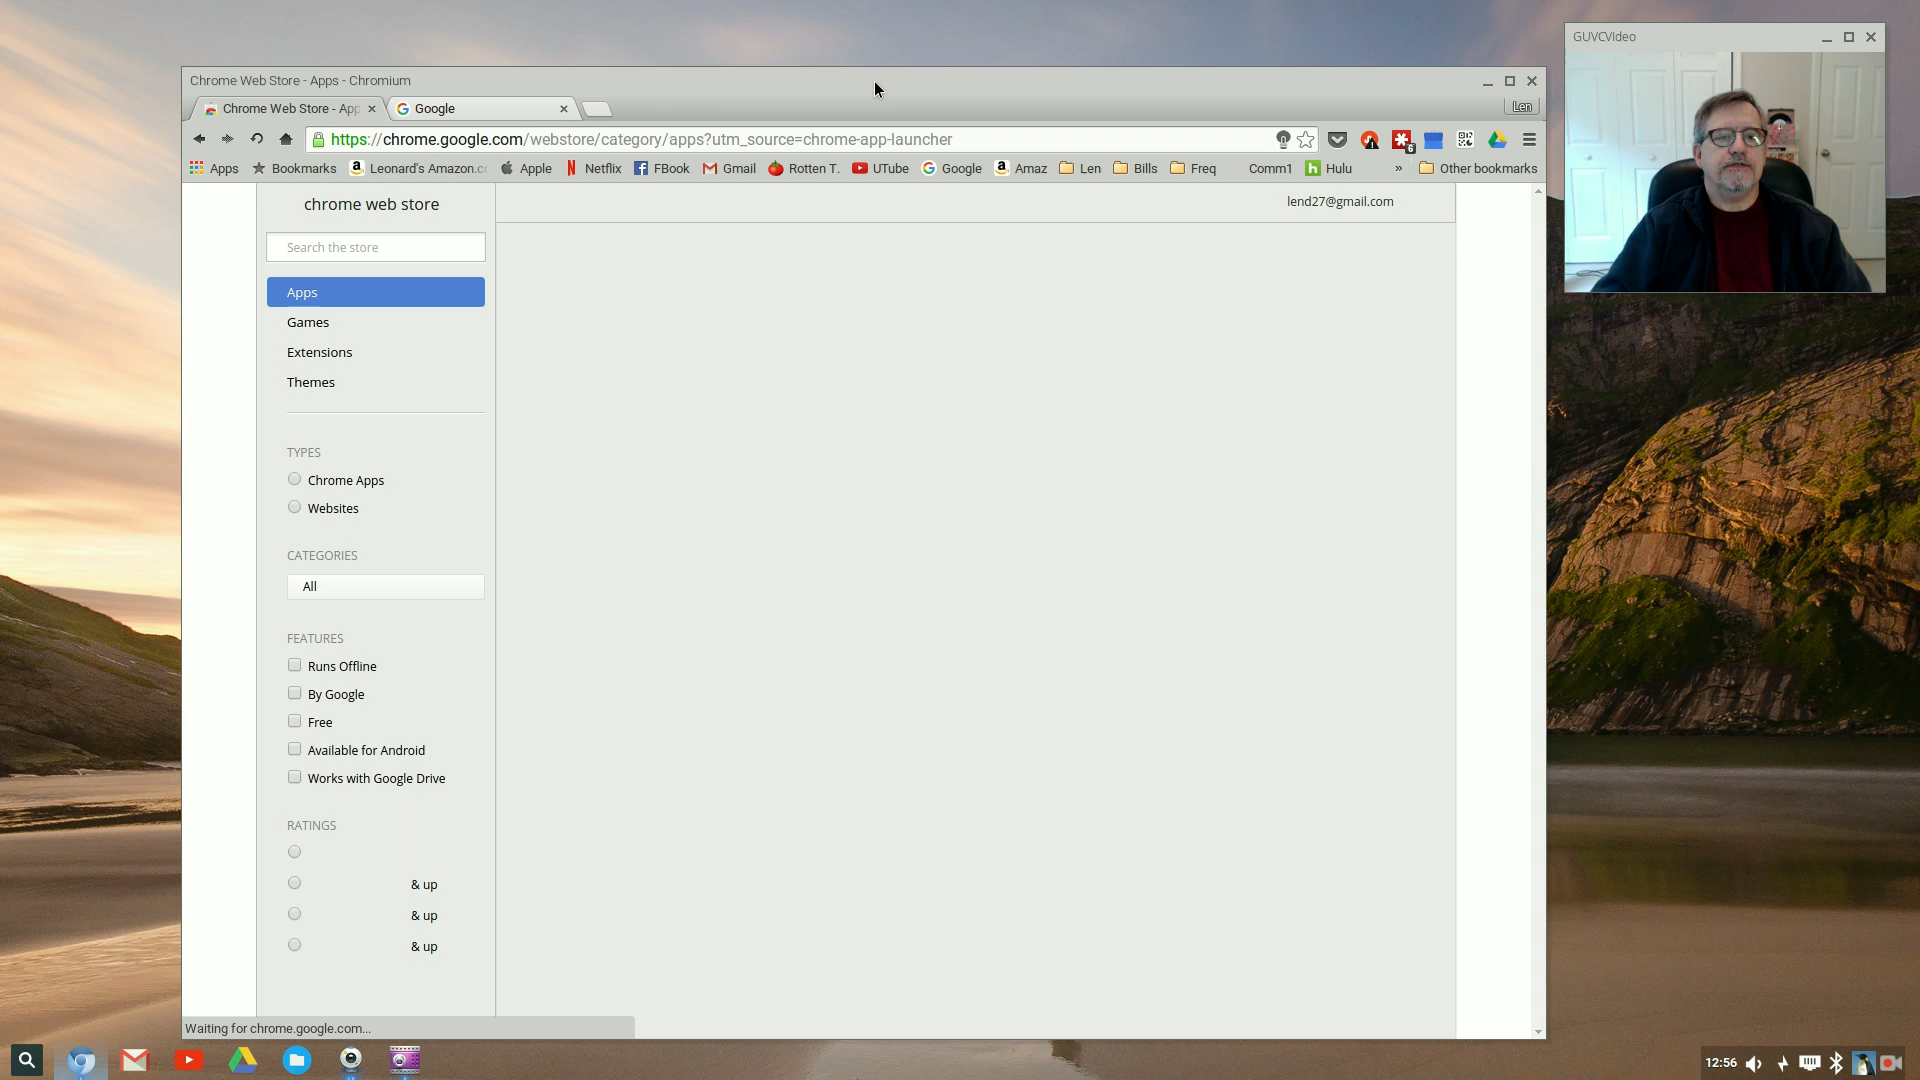 GUVCVIdeo
Chrome Web Store - Apps - Chromium
Chrome Web Store - App
Google
Len
https://chrome.google.com/webstore/category/apps?utm_source=chrome-app-launcher
6
Apps
Bookmarks
Leonard's Amazon.c
Apple
Netflix
FBook
Gmail
Rotten T.
UTube
Google
Amaz
Len
Bills
Freq
Comm1
Hulu
»
Other bookmarks
chrome web store
lend27@gmail.com
Search the store
Apps
Games
Extensions
Themes
TYPES
Chrome Apps
Websites
CATEGORIES
All
FEATURES
Runs Offline
By Google
Free
Available for Android
Works with Google Drive
RATINGS
& up
& up
& up
Waiting for chrome.google.com...
12:56